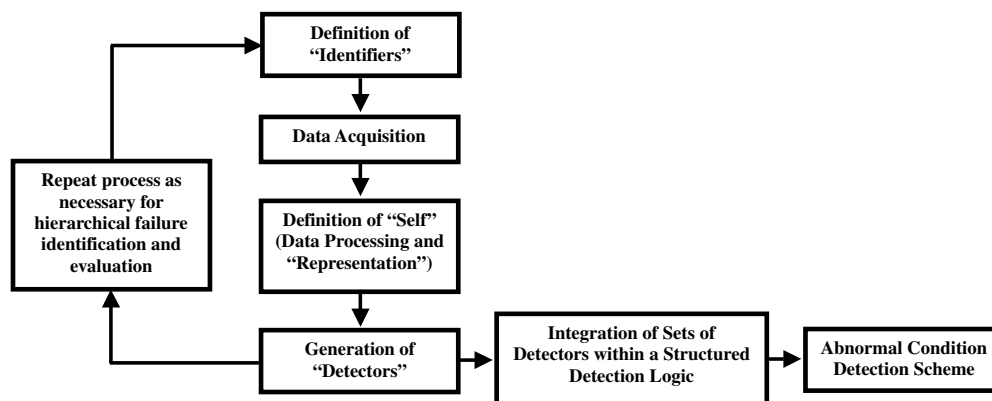 Definition of
“Identifiers”
Data Acquisition
Repeat process as
necessary for
hierarchical failure
identification and
evaluation
Definition of “Self”
(Data Processing and
“Representation”)
Generation of
“Detectors”
Integration of Sets of
Detectors within a Structured
Detection Logic
Abnormal Condition
Detection Scheme